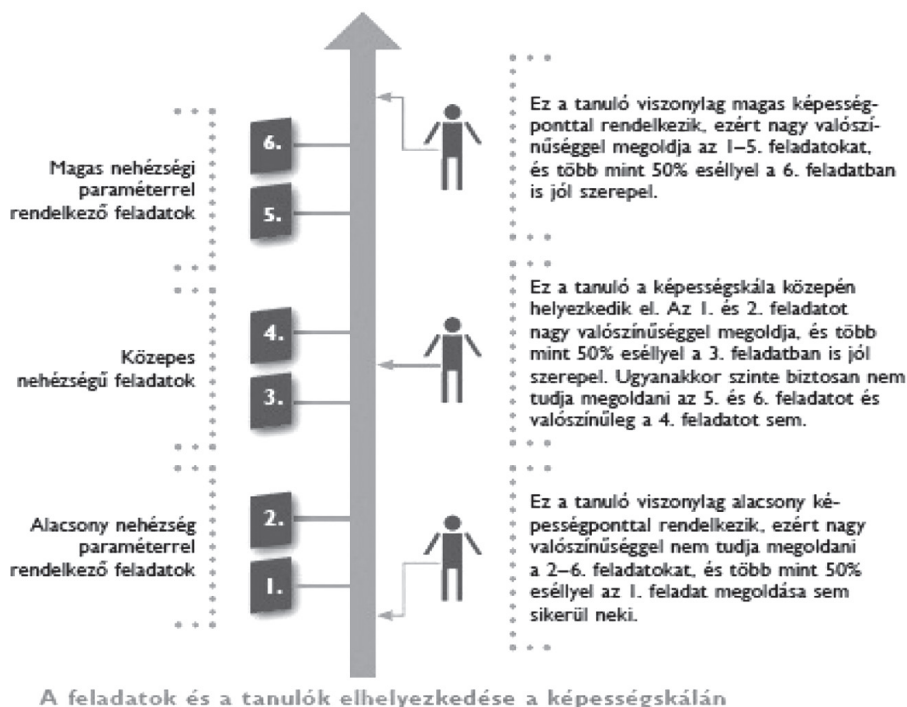 6.
Magas nehézségi
paraméterrel
rendelkező feladatok
5.
Ez a tanuló viszonylag magas képesség-
ponttal rendelkezik, ezért nagy valószí-
nűséggel megoldja az 1–5. feladatokat,
és több mint 50% eséllyel a 6. feladatban
is jól szerepel.
4.
Közepes
nehézségű feladatok
3.
Ez a tanuló a képességskála közepén
helyezkedik el. Az 1. és 2. feladatot
nagy valószínűséggel megoldja, és több
mint 50% eséllyel a 3. feladatban is jól
szerepel. Ugyanakkor szinte biztosan nem
tudja megoldani az 5. és 6. feladatot és
valószínűleg a 4. feladatot sem.
2.
Alacsony nehézség
paraméterrel
rendelkező feladatok
1.
Ez a tanuló viszonylag alacsony ké-
pességponttal rendelkezik, ezért nagy
valószínűséggel nem tudja megoldani
a 2–6. feladatokat, és több mint 50%
eséllyel az 1. feladat megoldása sem
sikerül neki.
A feladatok és a tanulók elhelyezkedése a képességskálán